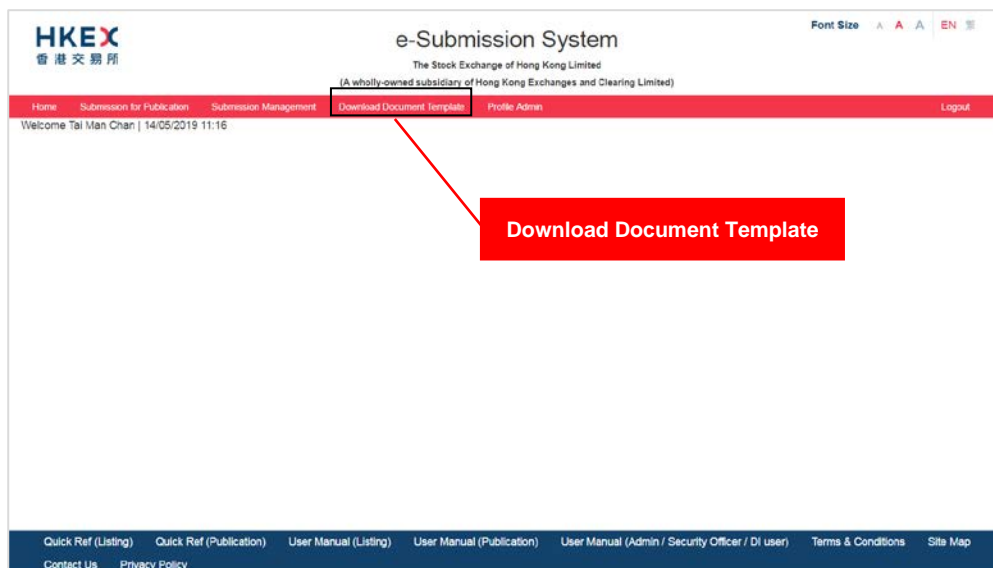 HKEX
香港交易所
e-Submission System
The Stock Exchange of Hong Kong Limited
(A wholly-owned subsidiary of Hong Kong Exchanges and Clearing Limited)
Font Size A A A EN 繁
Home Submission for Publication Submission Management Download Document Template Profile Admin Logout
Welcome Tai Man Chan | 14/05/2019 11:16
Download Document Template
Quick Ref (Listing) Quick Ref (Publication) User Manual (Listing) User Manual (Publication) User Manual (Admin / Security Officer / DI user) Terms & Conditions Site Map
Contact Us Privacy Policy